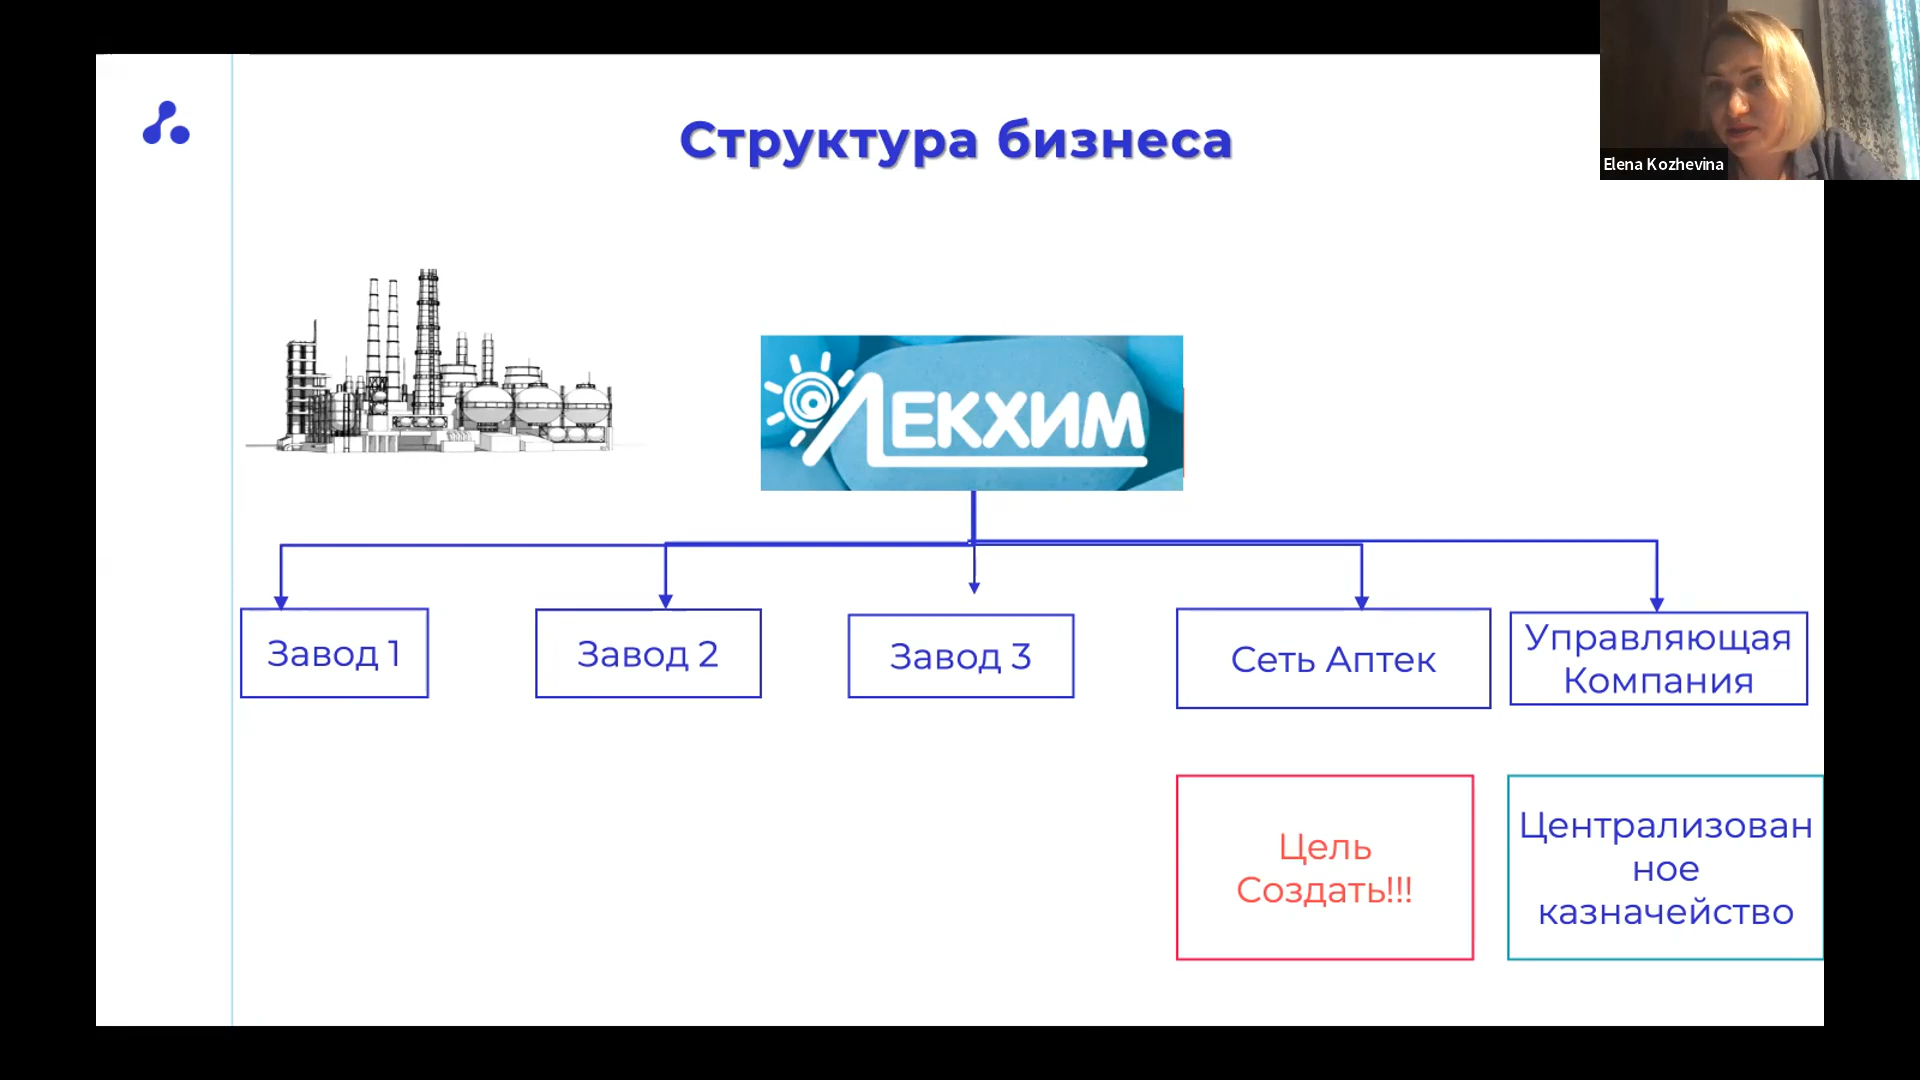 Структура бизнеса
Elena Kozhevina
ЛЕКХИМ
Завод 1
Завод 2
Завод 3
Сеть Аптек
Управляющая
Компания
Цель
Создать!!!
Централизован
ное
казначейство